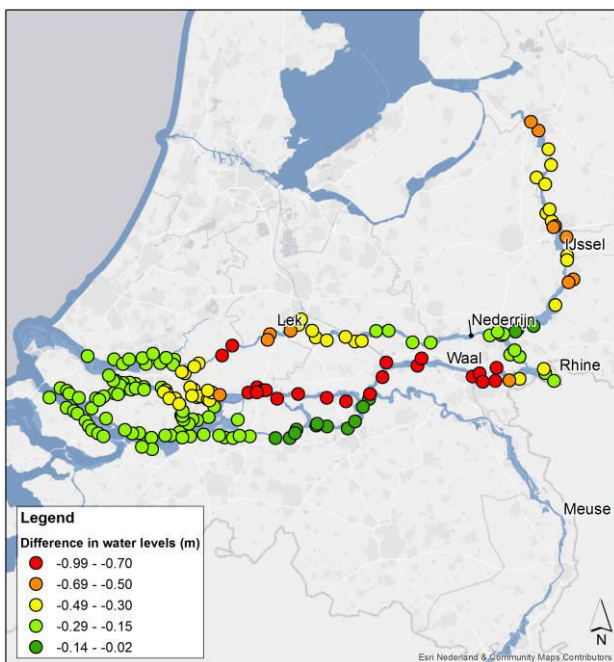 IJssel
Lek
Nederrijn
Waal
Rhine
Meuse
Legend
Difference in water levels (m)
-0.99 - -0.70
-0.69 - -0.50
-0.49 - -0.30
-0.29 - -0.15
-0.14 - -0.02
N
Esri Nederland & Community Maps Contributors